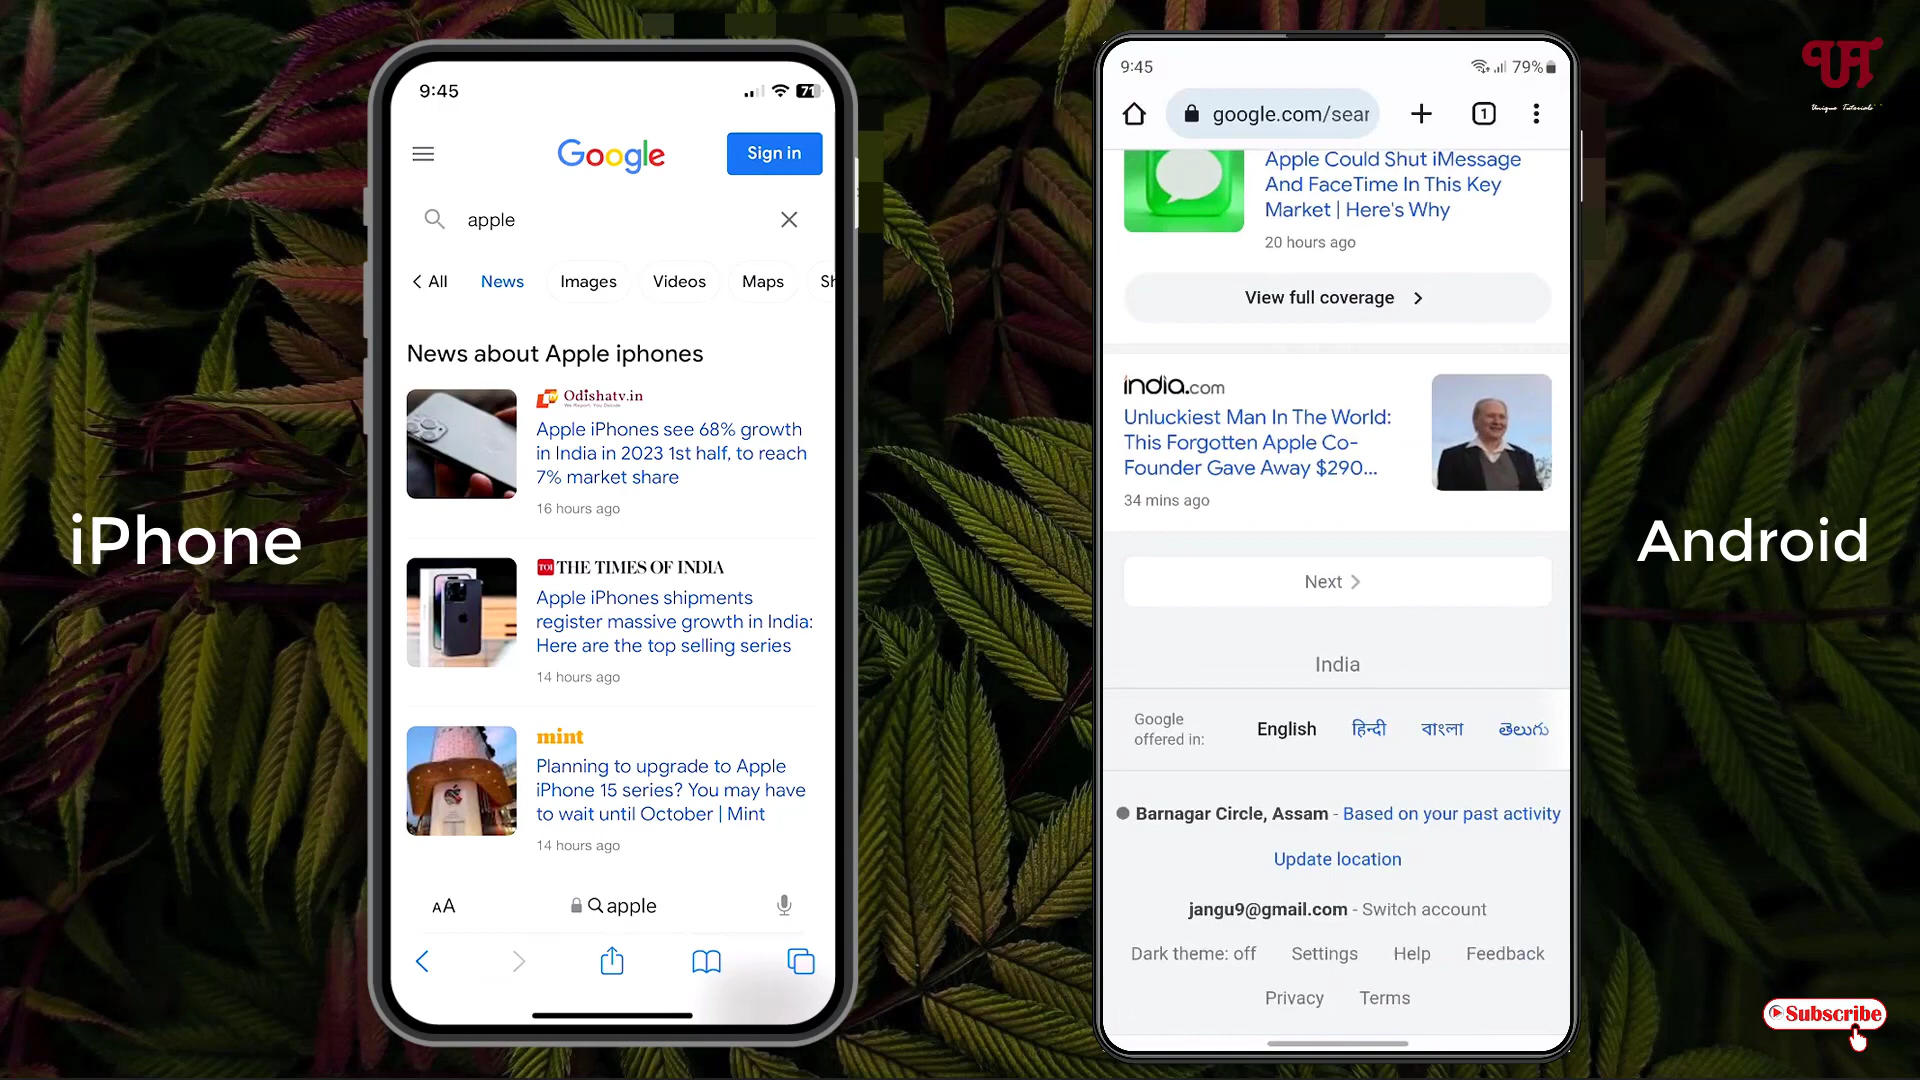 iPhone
9:45
71
Google
Sign in
apple
All
News
Images
Videos
Maps
Sh
News about Apple iphones
Odishatv.in
Apple iPhones see 68% growth
in India in 2023 1st half, to reach
7% market share
16 hours ago
TOI THE TIMES OF INDIA
Apple iPhones shipments
register massive growth in India:
Here are the top selling series
14 hours ago
mint
Planning to upgrade to Apple
iPhone 15 series? You may have
to wait until October | Mint
14 hours ago
AA
apple
9:45
79%
google.com/sear
1
Apple Could Shut iMessage
And FaceTime In This Key
Market | Here's Why
20 hours ago
View full coverage
india.com
Unluckiest Man In The World:
This Forgotten Apple Co-
Founder Gave Away $290...
34 mins ago
Next
India
Google
offered in:
English हिन्दी বাংলা తెలుగు
Barnagar Circle, Assam - Based on your past activity
Update location
jangu9@gmail.com - Switch account
Dark theme: off Settings Help Feedback
Privacy Terms
Android
UT
Unique Tutorials
Subscribe